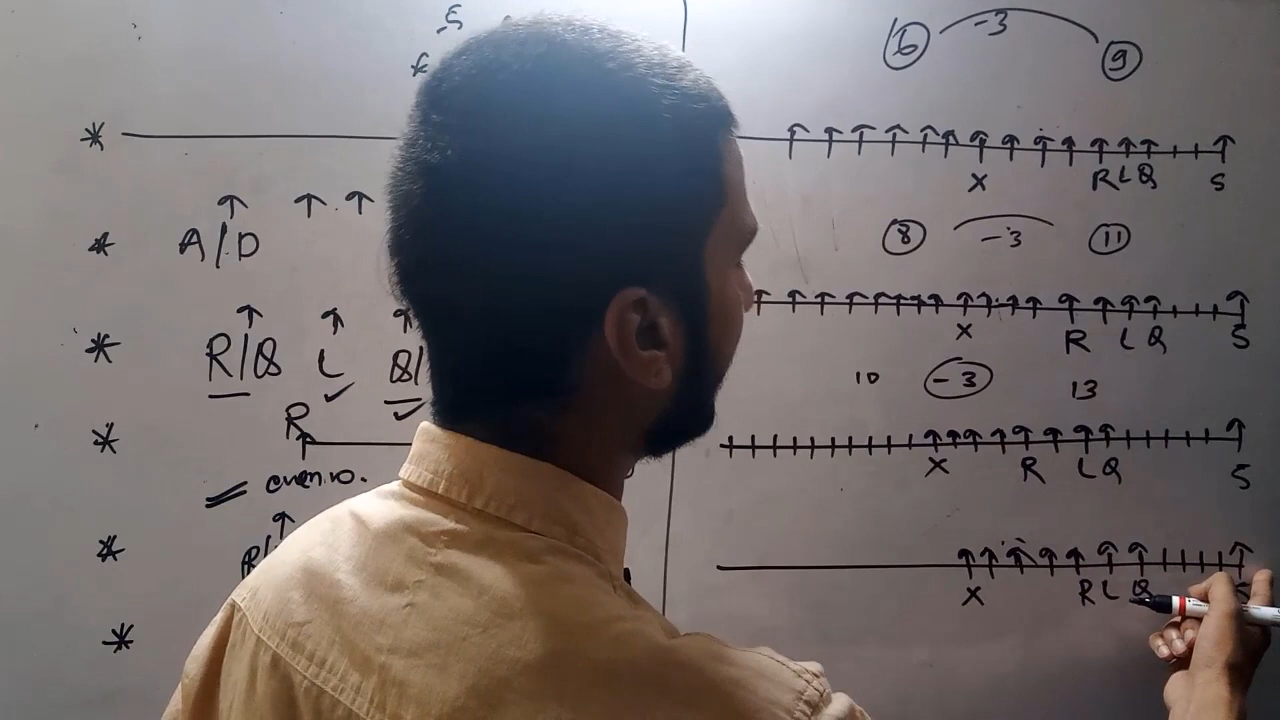 6 -3 9
*
X R L Q S
* A/D
8 -3 11
* R/Q L Q/
X R L Q S
10 -3 13
* R
X R L Q S
even no.
* R/
X R L Q S
*